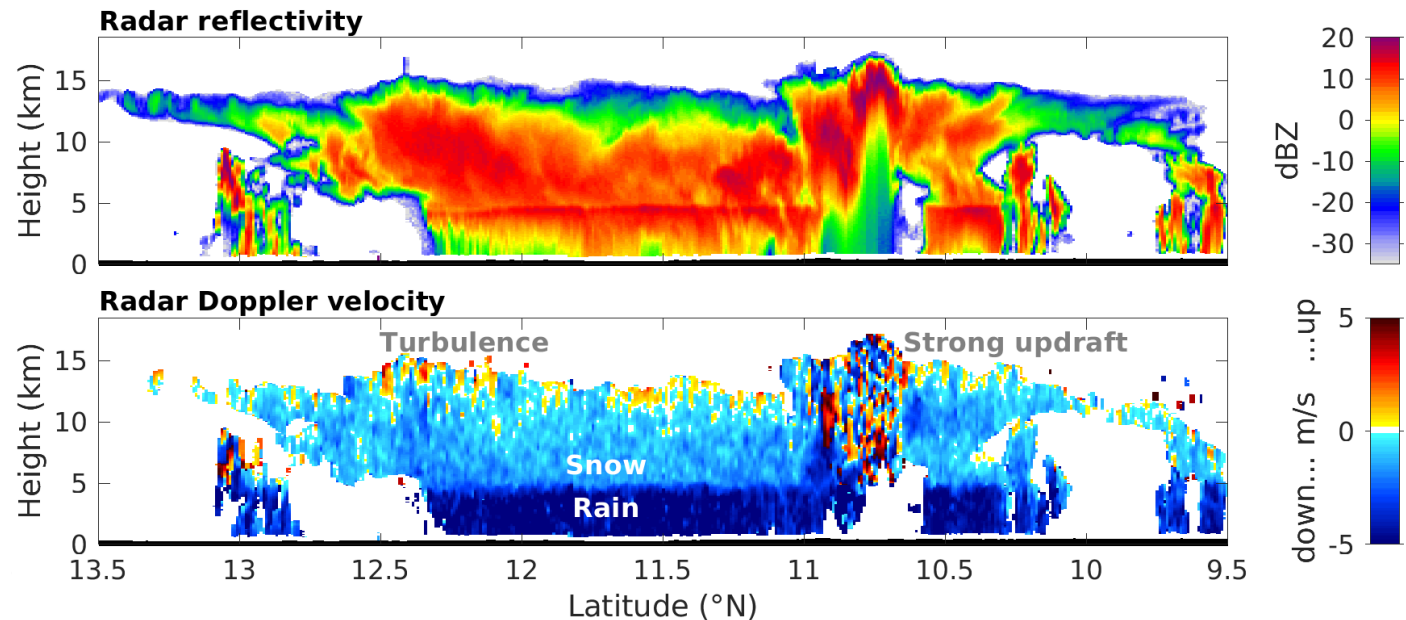 Radar reflectivity
Height (km)
15
10
5
0
20
10
0
-10
-20
-30
dBZ
Radar Doppler velocity
Turbulence
Strong updraft
Snow
Rain
Height (km)
15
10
5
0
13.5 13 12.5 12 11.5 11 10.5 10 9.5
Latitude (°N)
5
0
-5
down... m/s ...up